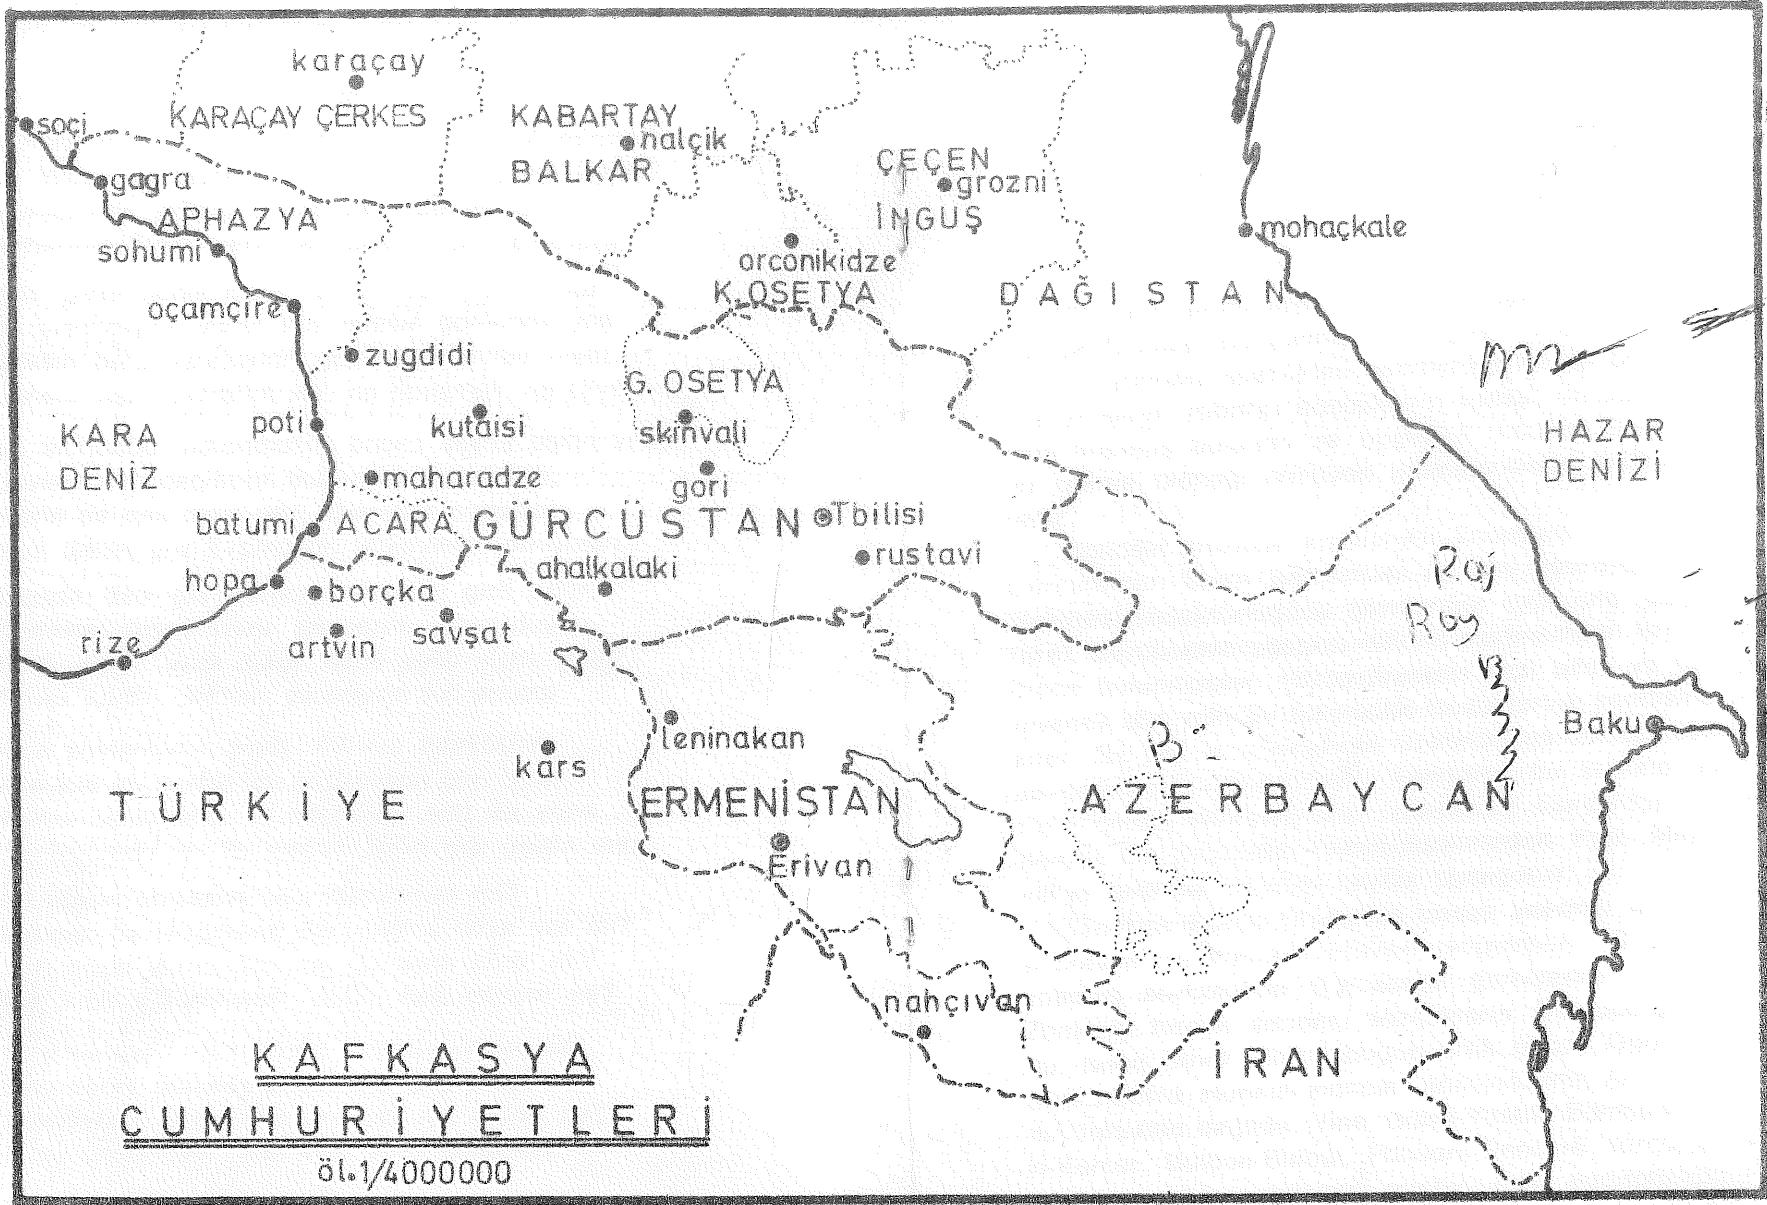 karaçay
KARAÇAY ÇERKES
KABARTAY
nalçik
BALKAR
soçi
gagra
APHAZYA
sohumi
ÇEÇEN
grozni
İNGUŞ
mohaçkale
orconikidze
K. OSETYA
DAĞISTAN
oçamçire
zugdidi
G. OSETYA
skinvali
poti
kutaisi
KARA
DENİZ
HAZAR
DENİZİ
maharadze
gori
batumi
ACARA
GÜRCÜSTAN
Tbilisi
rustavi
hopa
borçka
ahalkalaki
rize
artvin
savşat
Roj
Roy
leninakan
kars
Baku
TÜRKİYE
ERMENİSTAN
AZERBAYCAN
Erivan
nahçıvan
İRAN
KAFKASYA
CUMHURİYETLERİ
öl.1/4000000